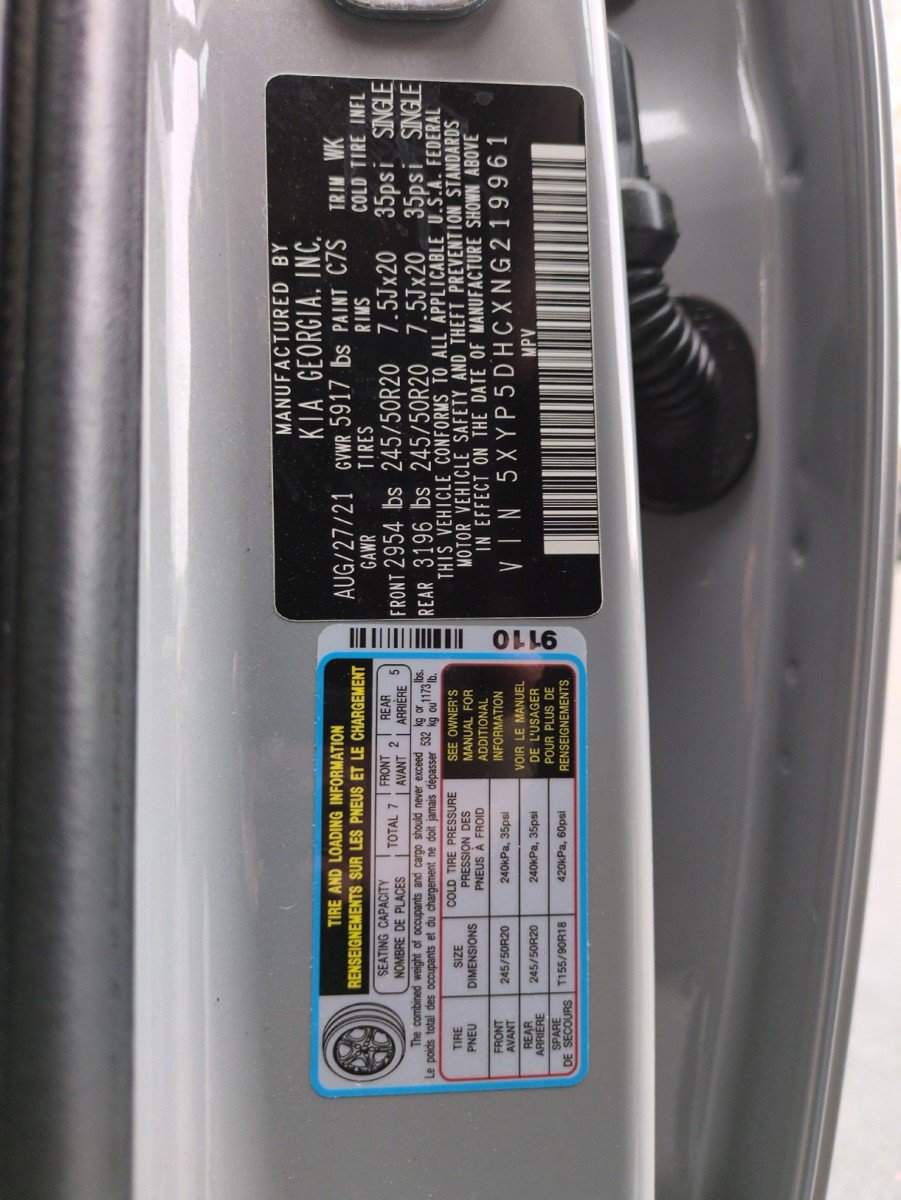 MANUFACTURED BY
KIA GEORGIA, INC.
AUG/27/21 GVWR 5917 lbs PAINT C7S TRIM WK
GAWR TIRES RIMS COLD TIRE INFL
FRONT 2954 lbs 245/50R20 7.5Jx20 35psi SINGLE
REAR 3196 lbs 245/50R20 7.5Jx20 35psi SINGLE
THIS VEHICLE CONFORMS TO ALL APPLICABLE U.S.A. FEDERAL
MOTOR VEHICLE SAFETY AND THEFT PREVENTION STANDARDS
IN EFFECT ON THE DATE OF MANUFACTURE SHOWN ABOVE
VIN 5XYP5DHCXNG219961
MPV
9110
TIRE AND LOADING INFORMATION
RENSEIGNEMENTS SUR LES PNEUS ET LE CHARGEMENT
SEATING CAPACITY
NOMBRE DE PLACES
TOTAL 7
FRONT
AVANT 2
REAR
ARRIÈRE 5
The combined weight of occupants and cargo should never exceed 532 kg or 1173 lbs.
Le poids total des occupants et du chargement ne doit jamais dépasser 532 kg ou 1173 lb.
TIRE
PNEU
SIZE
DIMENSIONS
COLD TIRE PRESSURE
PRESSION DES
PNEUS À FROID
FRONT
AVANT
245/50R20
240kPa, 35psi
REAR
ARRIÈRE
245/50R20
240kPa, 35psi
SPARE
DE SECOURS
T155/90R18
420kPa, 60psi
SEE OWNER'S
MANUAL FOR
ADDITIONAL
INFORMATION
VOIR LE MANUEL
DE L'USAGER
POUR PLUS DE
RENSEIGNEMENTS